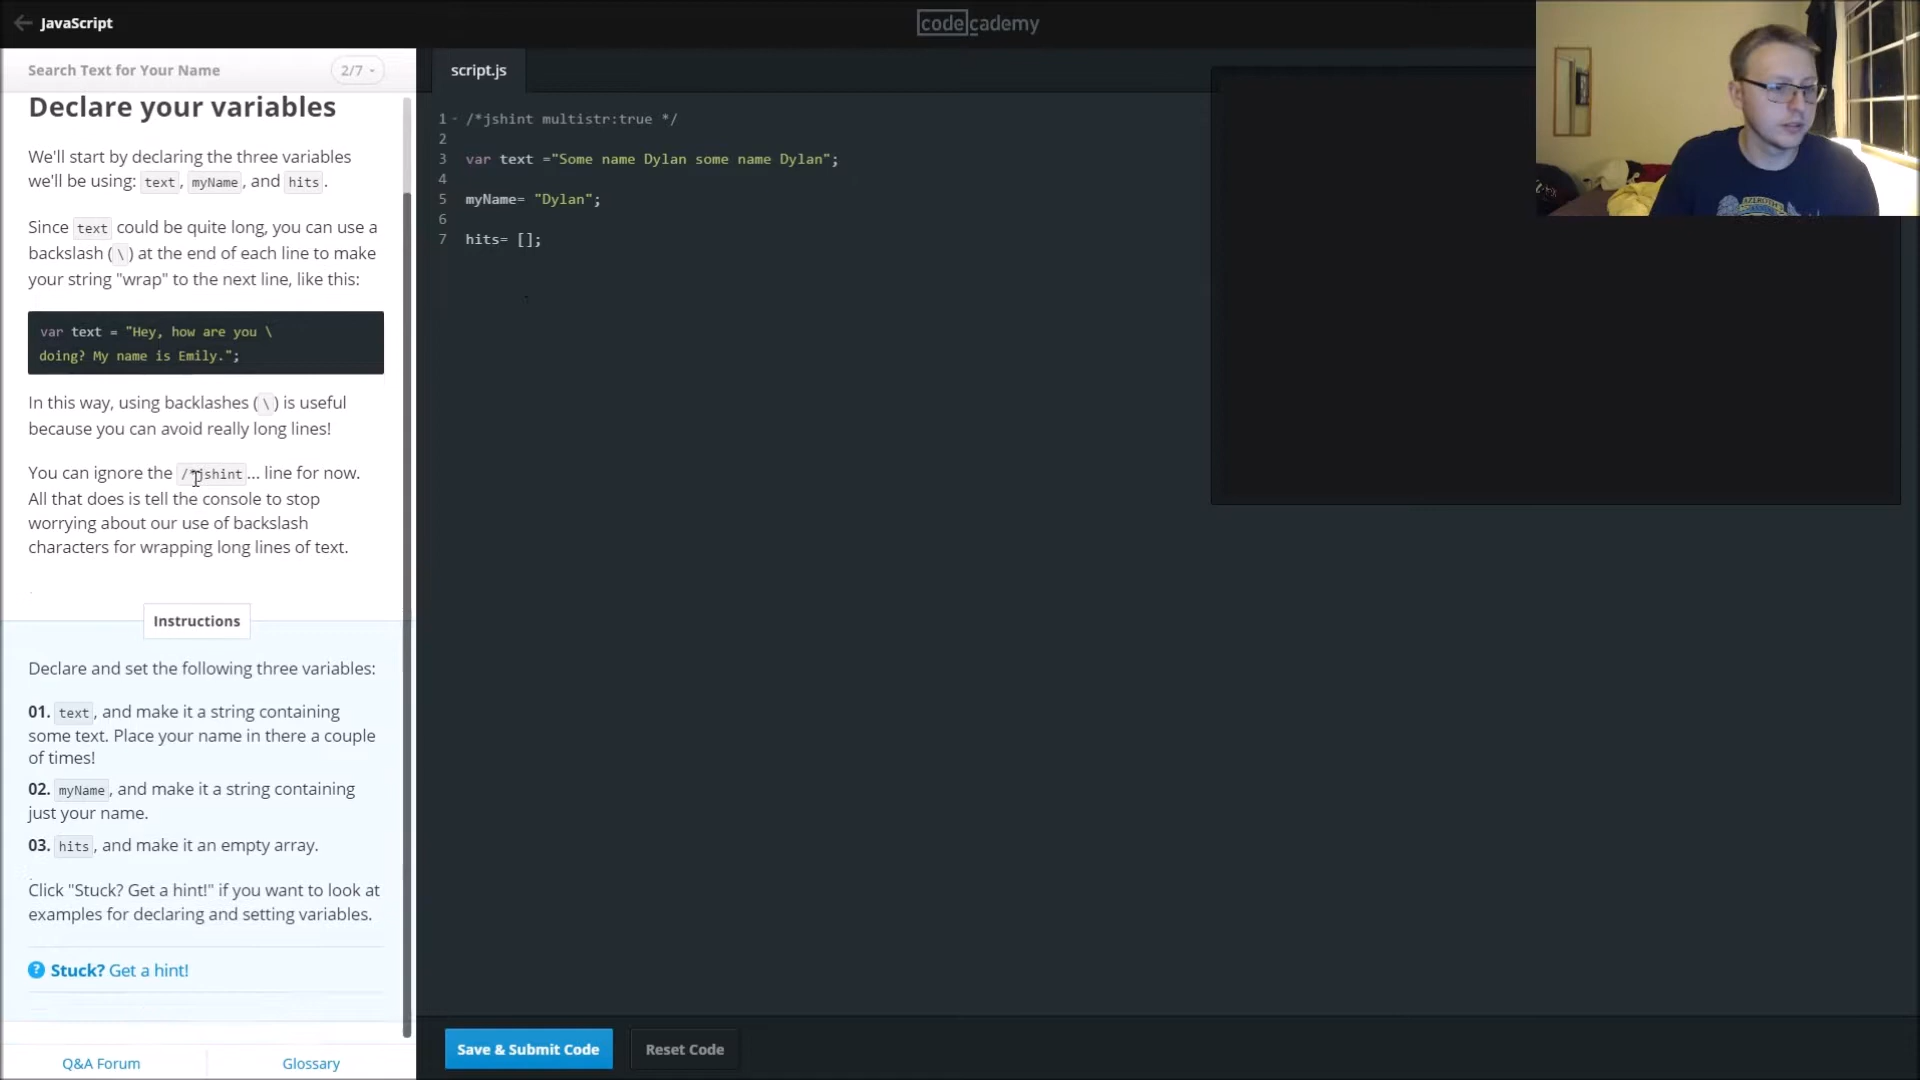 JavaScript
codecademy
Search Text for Your Name
2/7
script.js
Declare your variables
We'll start by declaring the three variables
we'll be using: text, myName, and hits.
Since text could be quite long, you can use a
backslash (\) at the end of each line to make
your string "wrap" to the next line, like this:
var text = "Hey, how are you \
doing? My name is Emily.";
In this way, using backlashes (\) is useful
because you can avoid really long lines!
You can ignore the /*jshint... line for now.
All that does is tell the console to stop
worrying about our use of backslash
characters for wrapping long lines of text.
Instructions
Declare and set the following three variables:
01. text, and make it a string containing
some text. Place your name in there a couple
of times!
02. myName, and make it a string containing
just your name.
03. hits, and make it an empty array.
Click "Stuck? Get a hint!" if you want to look at
examples for declaring and setting variables.
? Stuck? Get a hint!
Q&A Forum
Glossary
1 /*jshint multistr:true */
2
3 var text ="Some name Dylan some name Dylan";
4
5 myName= "Dylan";
6
7 hits= [];
Save & Submit Code
Reset Code